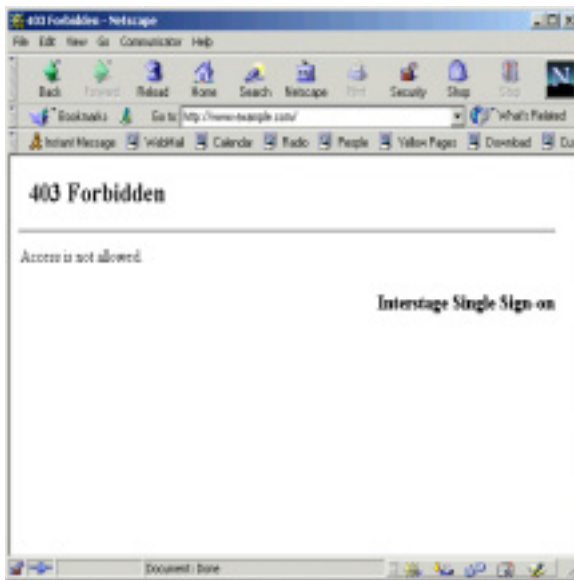 403 Forbidden - Netscape
File Edit View Go Communicator Help
Back Forward Reload Home Search Netscape Print Security Shop Stop
Bookmarks Go to: http://www.example.com/ What's Related
Instant Message WebMail Calendar Radio People Yellow Pages Download
403 Forbidden
Access is not allowed.
Interstage Single Sign-on
Document: Done